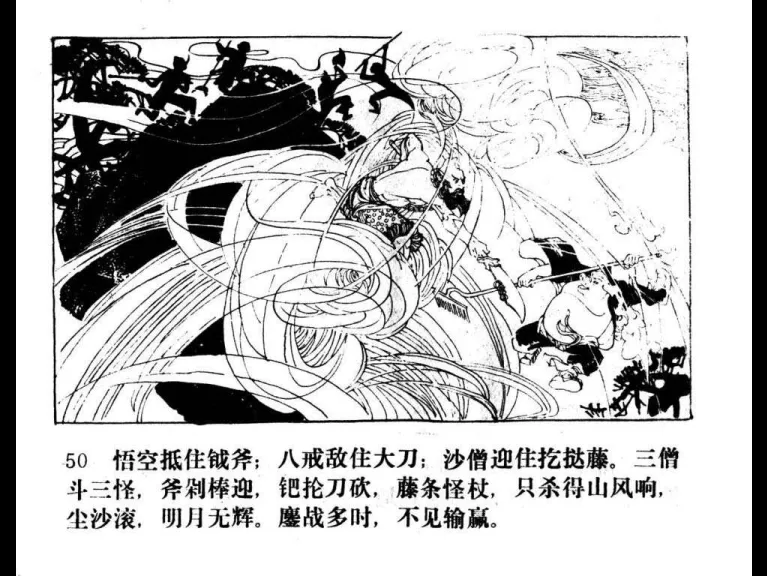 50 悟空抵住钺斧；八戒敌住大刀；沙僧迎住扢挞藤。三僧
斗三怪，斧剁棒迎，钯抡刀砍，藤条怪杖，只杀得山风响，
尘沙滚，明月无辉。鏖战多时，不见输赢。